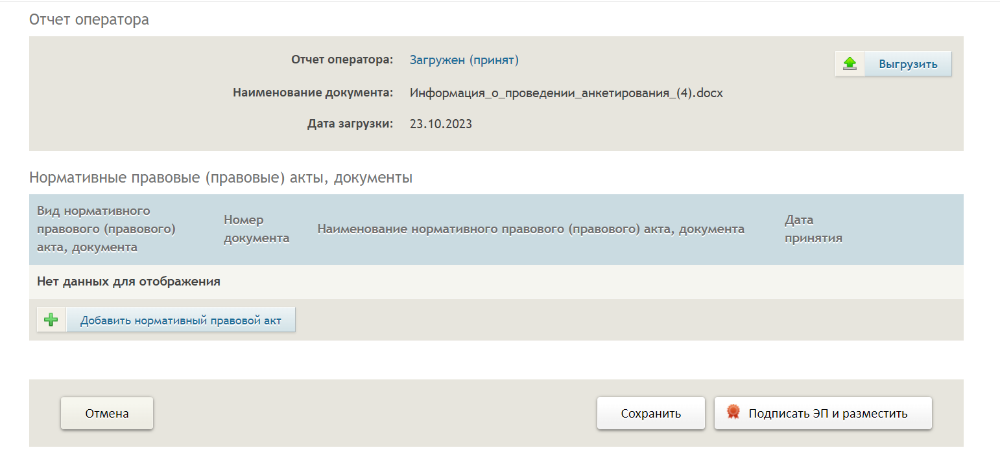 Отчет оператора
Отчет оператора: Загружен (принят)
Выгрузить
Наименование документа: Информация_о_проведении_анкетирования_(4).docx
Дата загрузки: 23.10.2023
Нормативные правовые (правовые) акты, документы
Вид нормативного
правового (правового)
акта, документа
Номер
документа
Наименование нормативного правового (правового) акта, документа
Дата
принятия
Нет данных для отображения
Добавить нормативный правовой акт
Отмена
Сохранить
Подписать ЭП и разместить